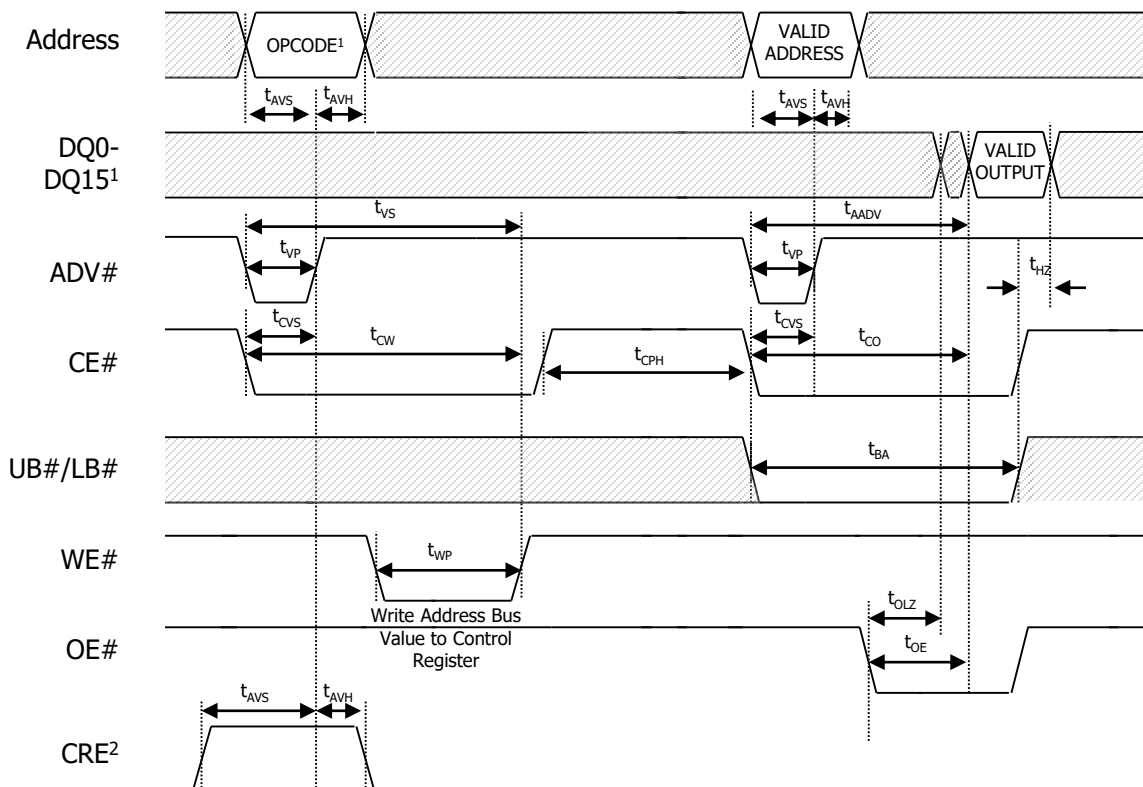 Address
OPCODE1
VALID
ADDRESS
tAVS
tAVH
tAVS
tAVH
DQ0-
DQ151
VALID
OUTPUT
tVS
tAADV
ADV#
tVP
tVP
tHZ
CE#
tCVS
tCW
tCPH
tCVS
tCO
UB#/LB#
tBA
WE#
tWP
Write Address Bus
Value to Control
Register
tOLZ
OE#
tOE
tAVS
tAVH
CRE2